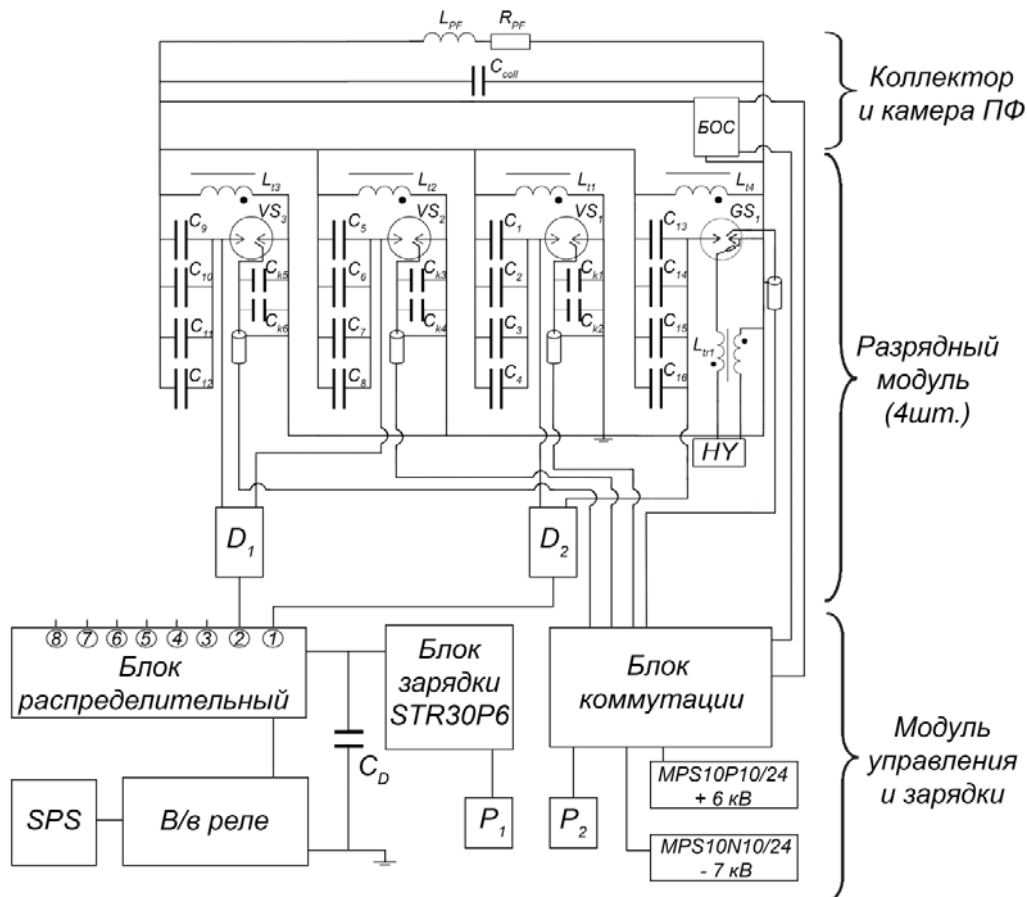 L_PF R_PF
C_coll
Коллектор
и камера ПФ
БОС
L_t3 L_t2 L_t1 L_t4
VS_3 VS_2 VS_1 GS_1
C_9 C_5 C_1 C_13
C_10 C_k5 C_6 C_k3 C_2 C_k1 C_14
C_11 C_k6 C_7 C_k4 C_3 C_k2 C_15
C_12 C_8 C_4 C_16
L_tr1
HY
Разрядный
модуль
(4шт.)
D_1 D_2
8 7 6 5 4 3 2 1
Блок
распределительный
Блок
зарядки
STR30P6
Блок
коммутации
C_D
SPS
В/в реле
P_1 P_2
MPS10P10/24
+ 6 кВ
MPS10N10/24
- 7 кВ
Модуль
управления
и зарядки